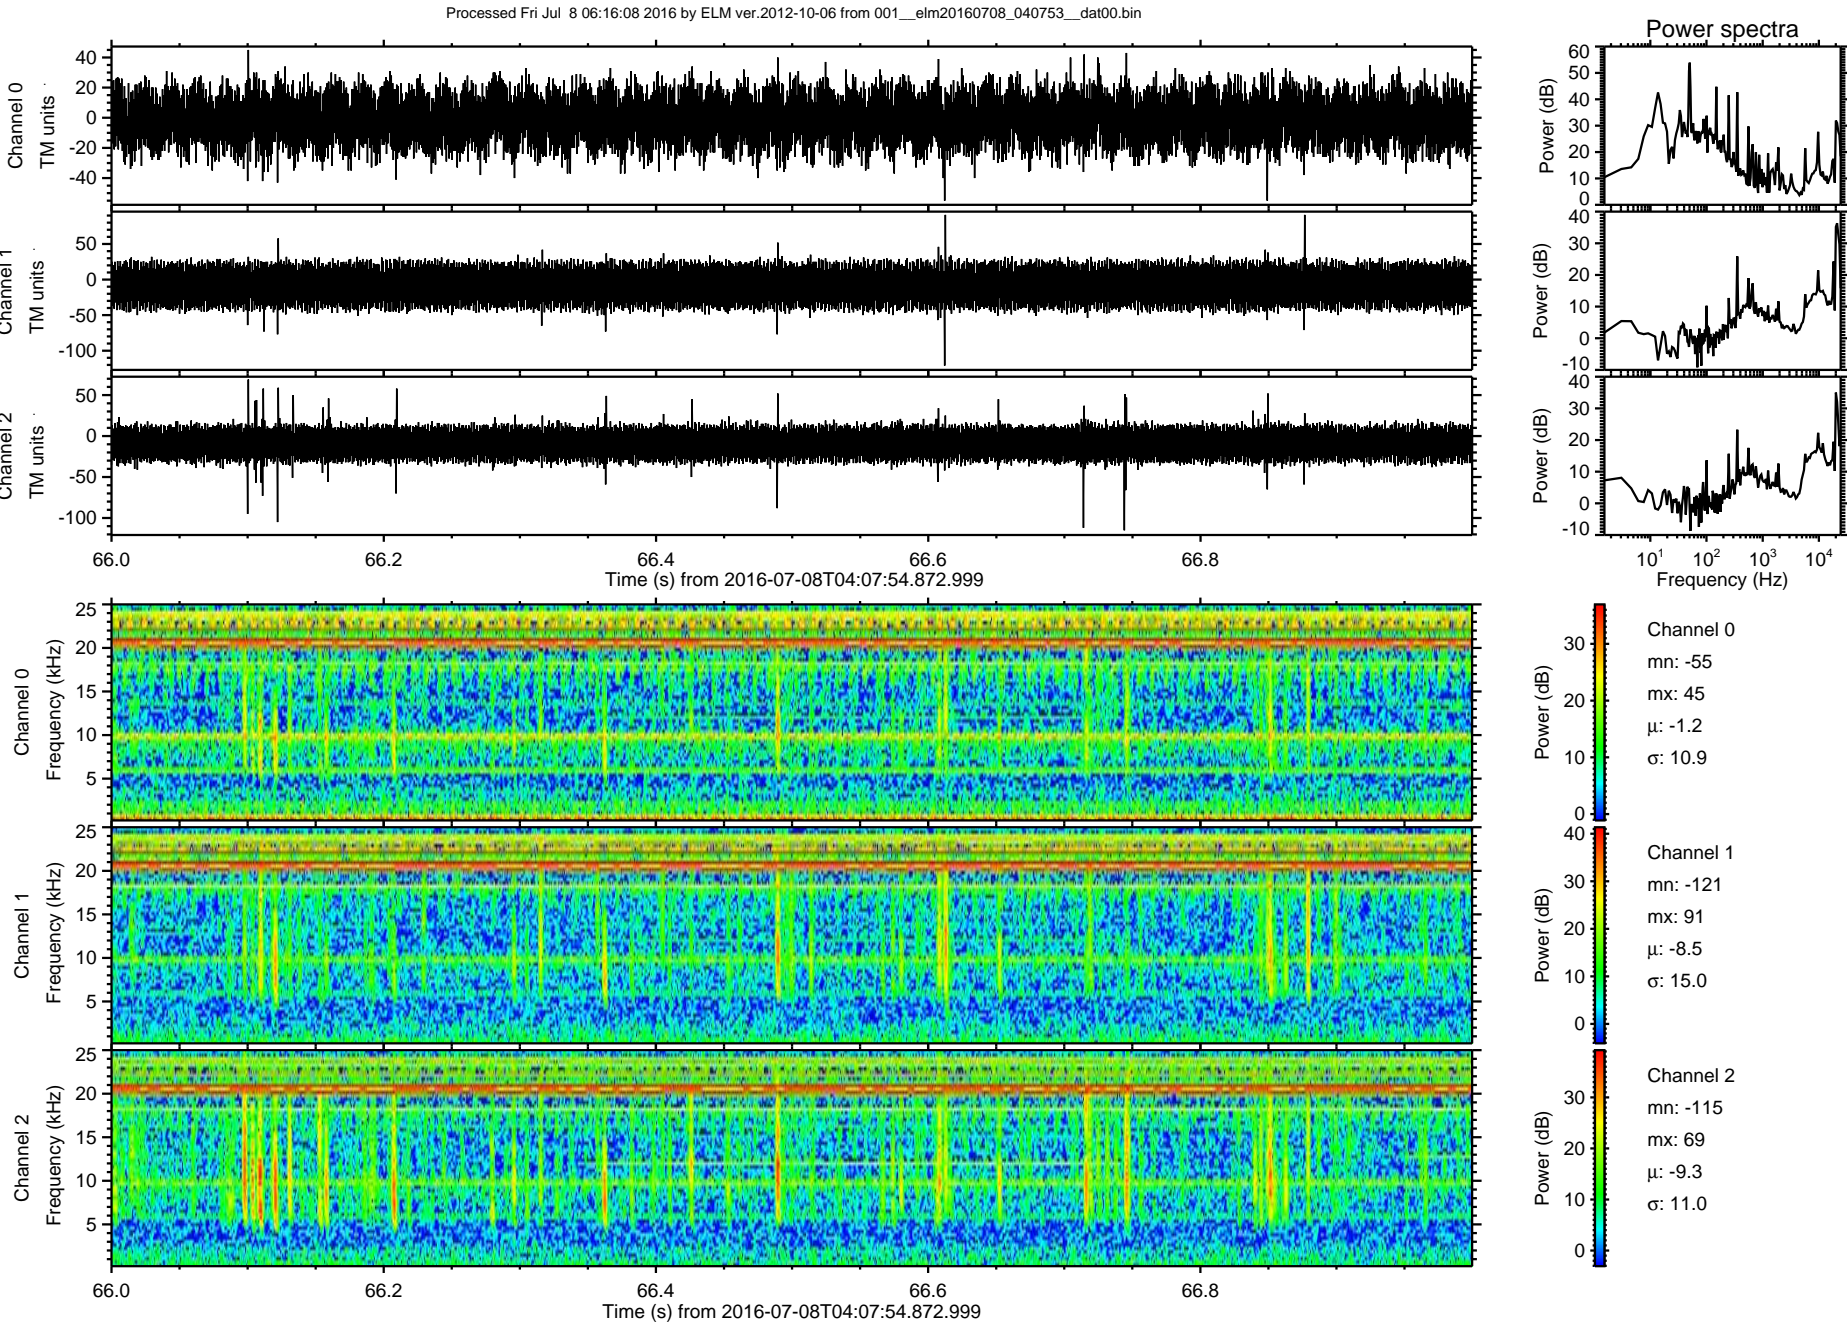 Processed Fri Jul  8 06:16:08 2016 by ELM ver.2012-10-06 from 001__elm20160708_040753__dat00.bin
Power spectra
Channel 0
TM units
40
20
0
-20
-40
Power (dB)
60
50
40
30
20
10
0
Channel 1
TM units
50
0
-50
-100
Power (dB)
40
30
20
10
0
-10
Channel 2
TM units
50
0
-50
-100
Power (dB)
40
30
20
10
0
-10
66.0 66.2 66.4 66.6 66.8
Time (s) from 2016-07-08T04:07:54.872.999
10¹ 10² 10³ 10⁴
Frequency (Hz)
Channel 0
Frequency (kHz)
25
20
15
10
5
Power (dB)
30
20
10
0
Channel 0
mn: -55
mx: 45
μ: -1.2
σ: 10.9
Channel 1
Frequency (kHz)
25
20
15
10
5
Power (dB)
40
30
20
10
0
Channel 1
mn: -121
mx: 91
μ: -8.5
σ: 15.0
Channel 2
Frequency (kHz)
25
20
15
10
5
Power (dB)
30
20
10
0
Channel 2
mn: -115
mx: 69
μ: -9.3
σ: 11.0
66.0 66.2 66.4 66.6 66.8
Time (s) from 2016-07-08T04:07:54.872.999